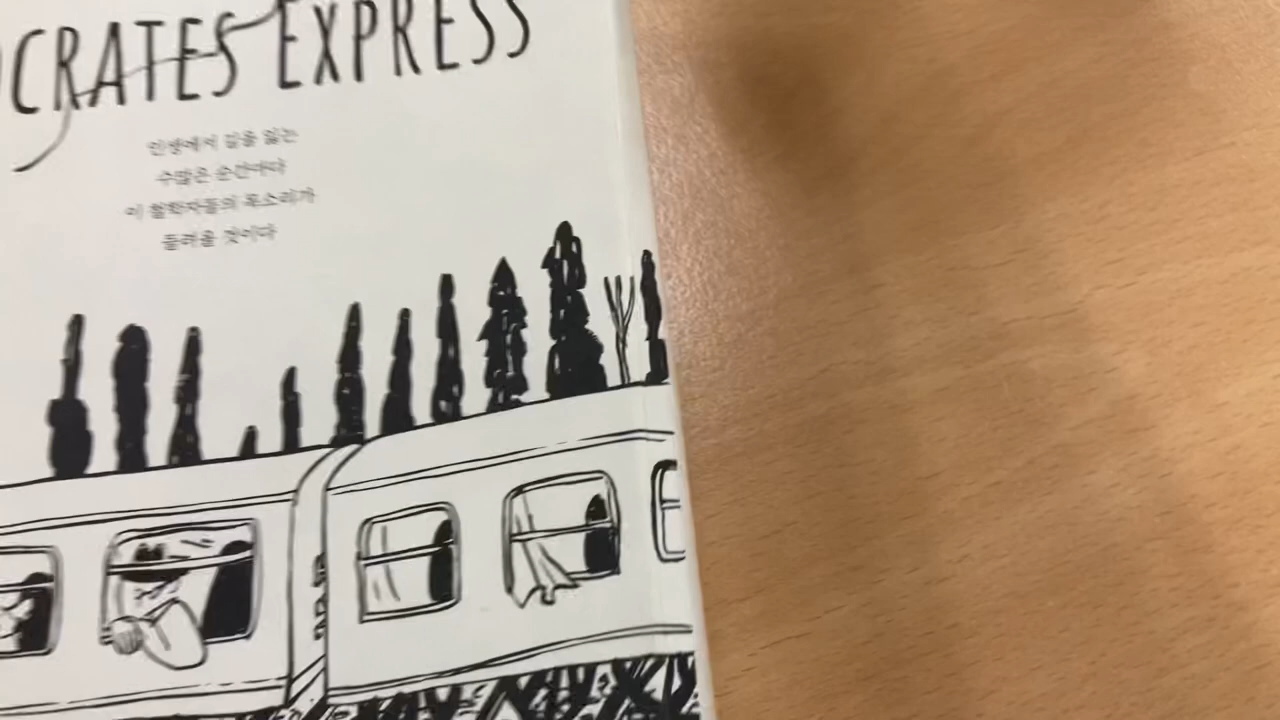 OCRATES EXPRESS
인생에서 길을 잃는
수많은 순간마다
이 철학자들의 목소리가
들려올 것이다